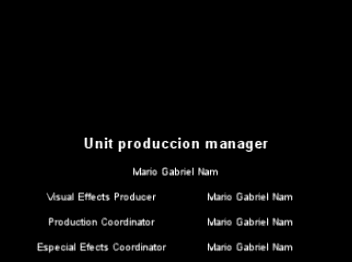 Unit produccion manager
Mario Gabriel Nam
Visual Effects Producer Mario Gabriel Nam
Production Coordinator Mario Gabriel Nam
Especial Efects Coordinator Mario Gabriel Nam